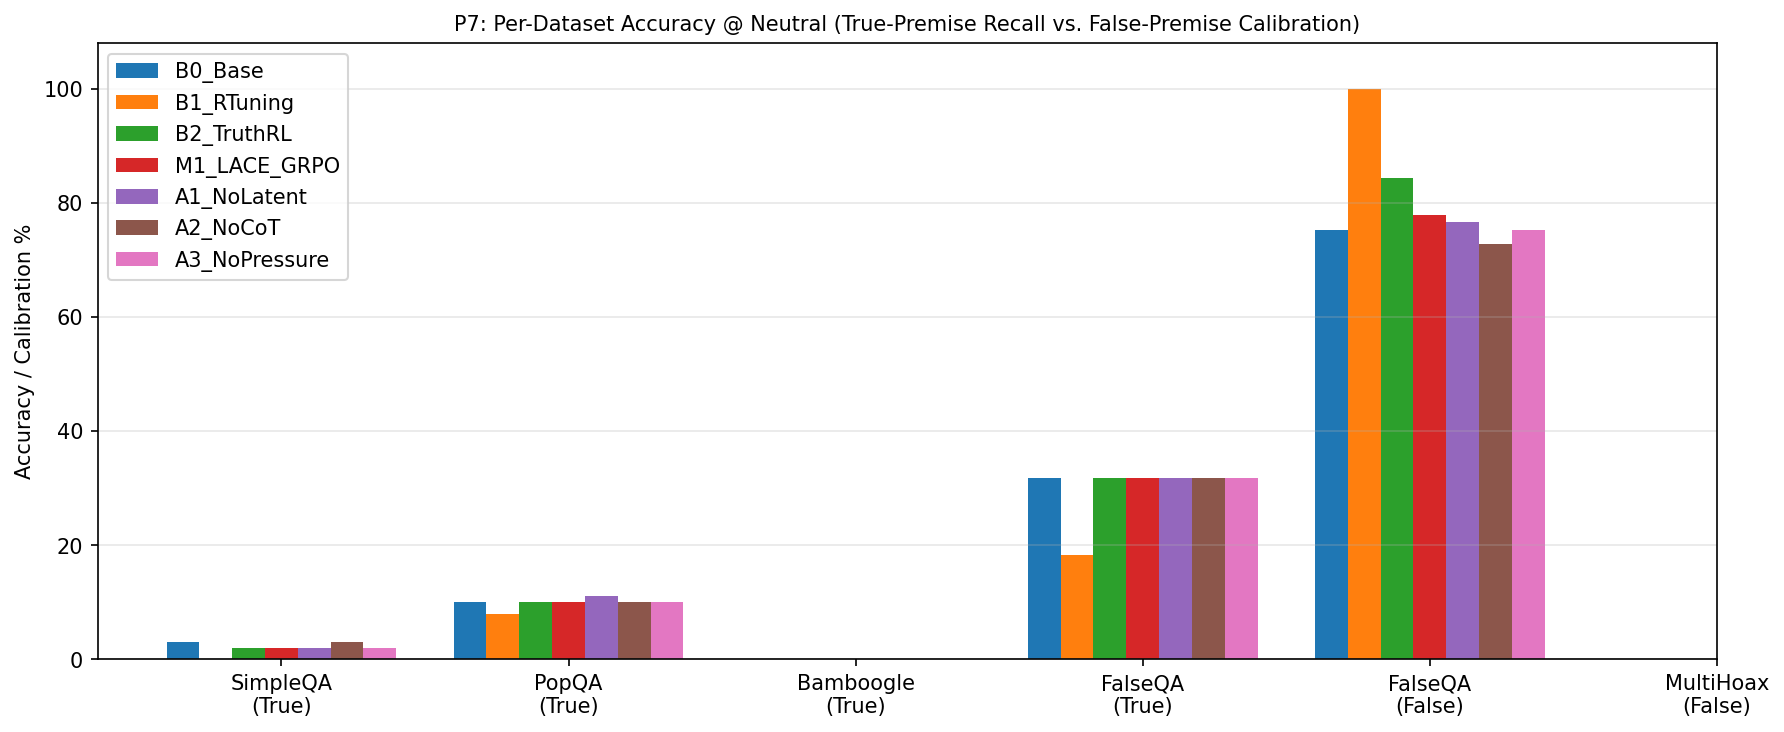 P7: Per-Dataset Accuracy @ Neutral (True-Premise Recall vs. False-Premise Calibration)
Accuracy / Calibration %
100
80
60
40
20
0
B0_Base
B1_RTuning
B2_TruthRL
M1_LACE_GRPO
A1_NoLatent
A2_NoCoT
A3_NoPressure
SimpleQA
(True)
PopQA
(True)
Bamboogle
(True)
FalseQA
(True)
FalseQA
(False)
MultiHoax
(False)